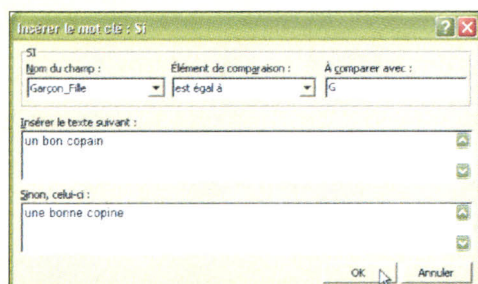 Insérer le mot clé : Si
SI
Nom du champ : Élément de comparaison : À comparer avec :
Garçon_Fille est égal à G
Insérer le texte suivant :
un bon copain
Sinon, celui-ci :
une bonne copine
OK Annuler